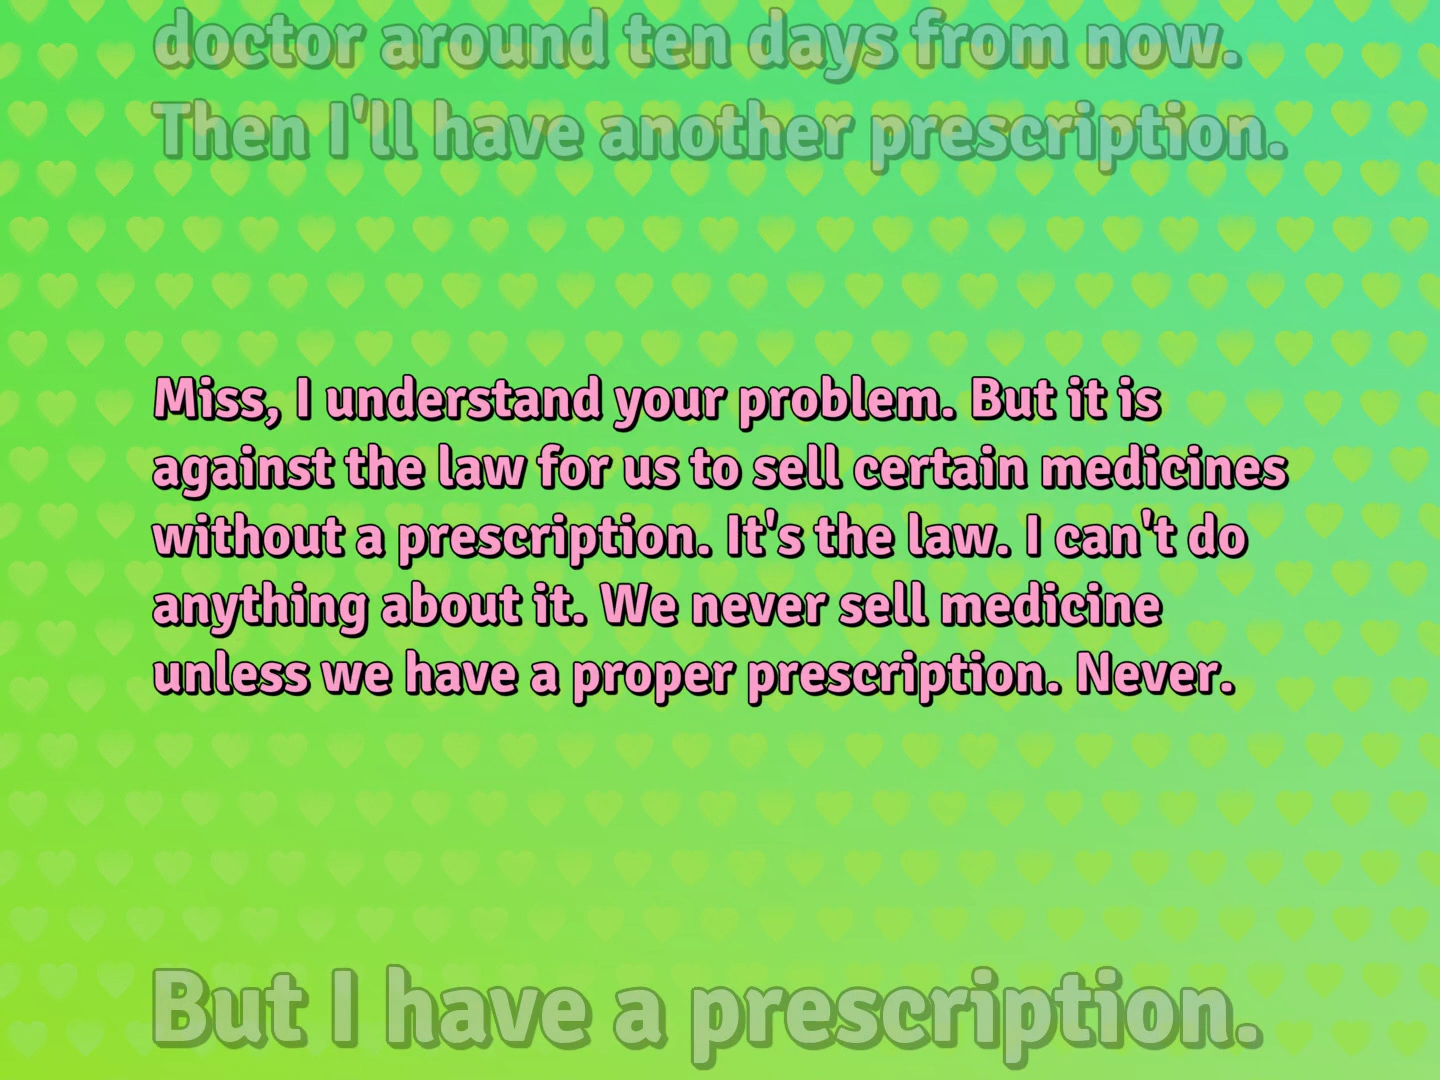 doctor around ten days from now.
Then I'll have another prescription.
Miss, I understand your problem. But it is
against the law for us to sell certain medicines
without a prescription. It's the law. I can't do
anything about it. We never sell medicine
unless we have a proper prescription. Never.
But I have a prescription.